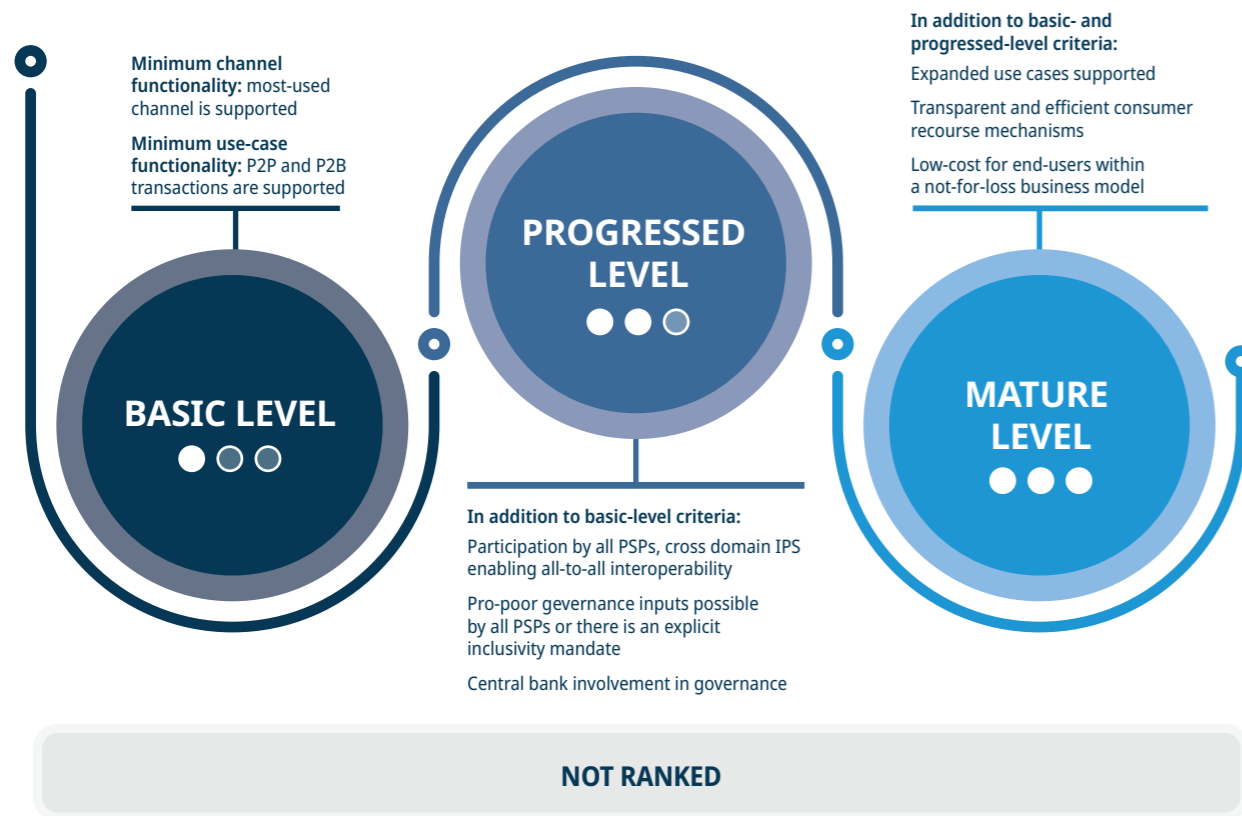 Minimum channel
functionality: most-used
channel is supported
Minimum use-case
functionality: P2P and P2B
transactions are supported
BASIC LEVEL
PROGRESSED
LEVEL
In addition to basic-level criteria:
Participation by all PSPs, cross domain IPS
enabling all-to-all interoperability
Pro-poor gevernance inputs possible
by all PSPs or there is an explicit
inclusivity mandate
Central bank involvement in governance
In addition to basic- and
progressed-level criteria:
Expanded use cases supported
Transparent and efficient consumer
recourse mechanisms
Low-cost for end-users within
a not-for-loss business model
MATURE
LEVEL
NOT RANKED